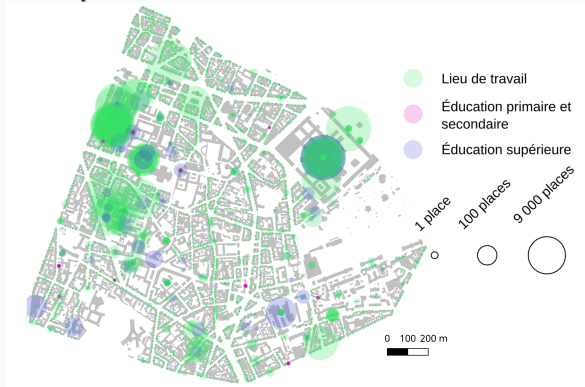 Lieu de travail
Éducation primaire et
secondaire
Éducation supérieure
1 place
100 places
9 000 places
0 100 200 m